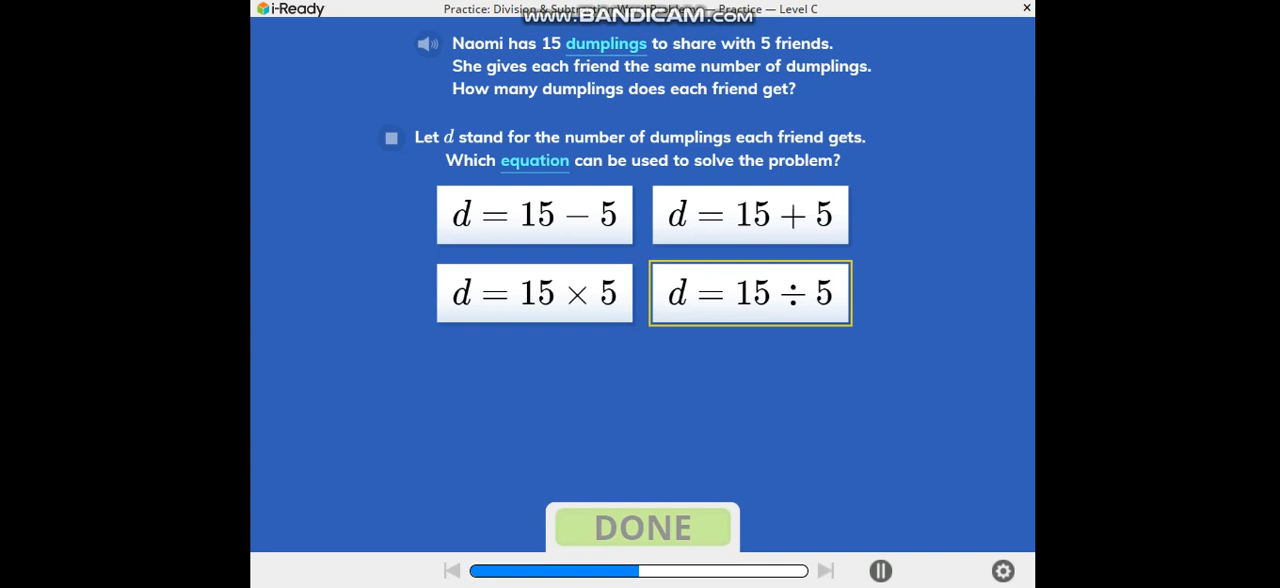 i-Ready
Practice: Division & Subtraction Word Problems — Practice — Level C
www.BANDICAM.com
Naomi has 15 dumplings to share with 5 friends.
She gives each friend the same number of dumplings.
How many dumplings does each friend get?
Let d stand for the number of dumplings each friend gets.
Which equation can be used to solve the problem?
d = 15 − 5
d = 15 + 5
d = 15 × 5
d = 15 ÷ 5
DONE